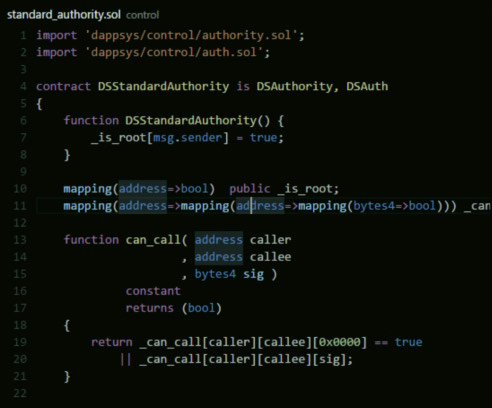 standard_authority.sol control
1 import 'dappsys/control/authority.sol';
2 import 'dappsys/control/auth.sol';
3
4 contract DSStandardAuthority is DSAuthority, DSAuth
5 {
6 function DSStandardAuthority() {
7 _is_root[msg.sender] = true;
8 }
9
10 mapping(address=>bool)  public _is_root;
11 mapping(address=>mapping(address=>mapping(bytes4=>bool))) _can
12
13 function can_call( address caller
14 , address callee
15 , bytes4 sig )
16 constant
17 returns (bool)
18 {
19 return _can_call[caller][callee][0x0000] == true
20 || _can_call[caller][callee][sig];
21 }
22